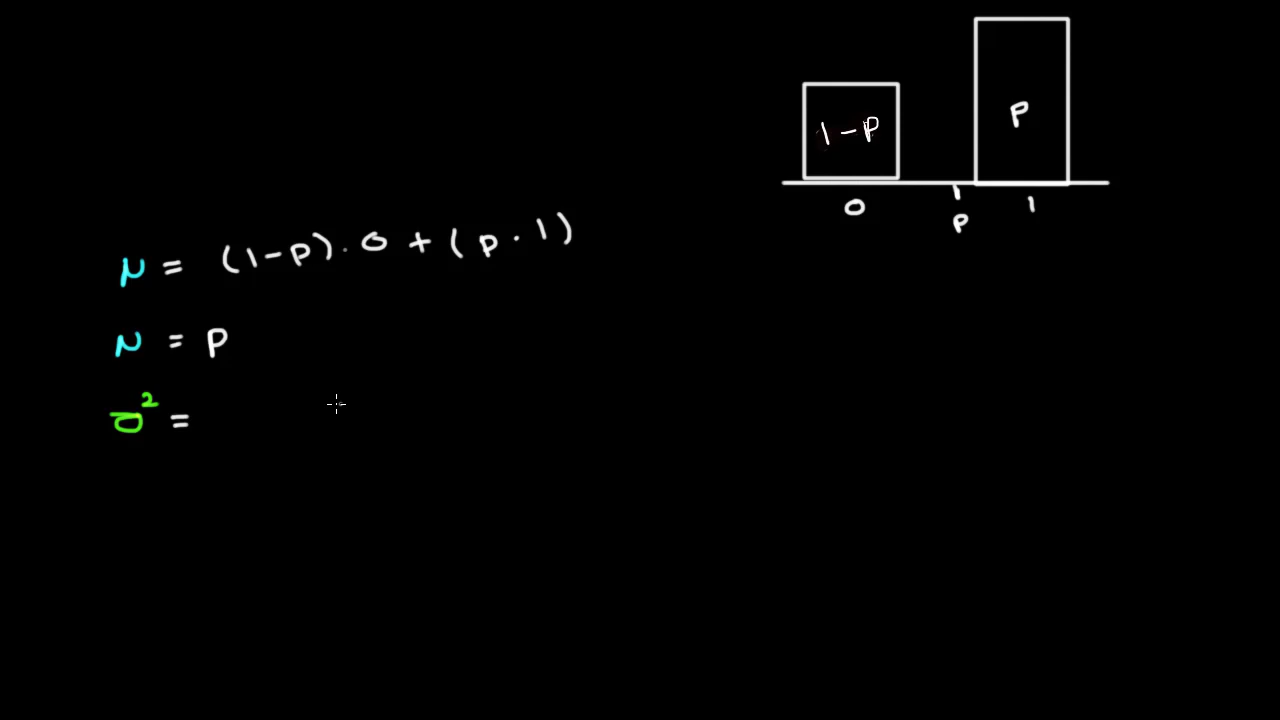 1-p
p
0 1
p
μ = (1-p) · 0 + (p · 1)
μ = p
σ² =